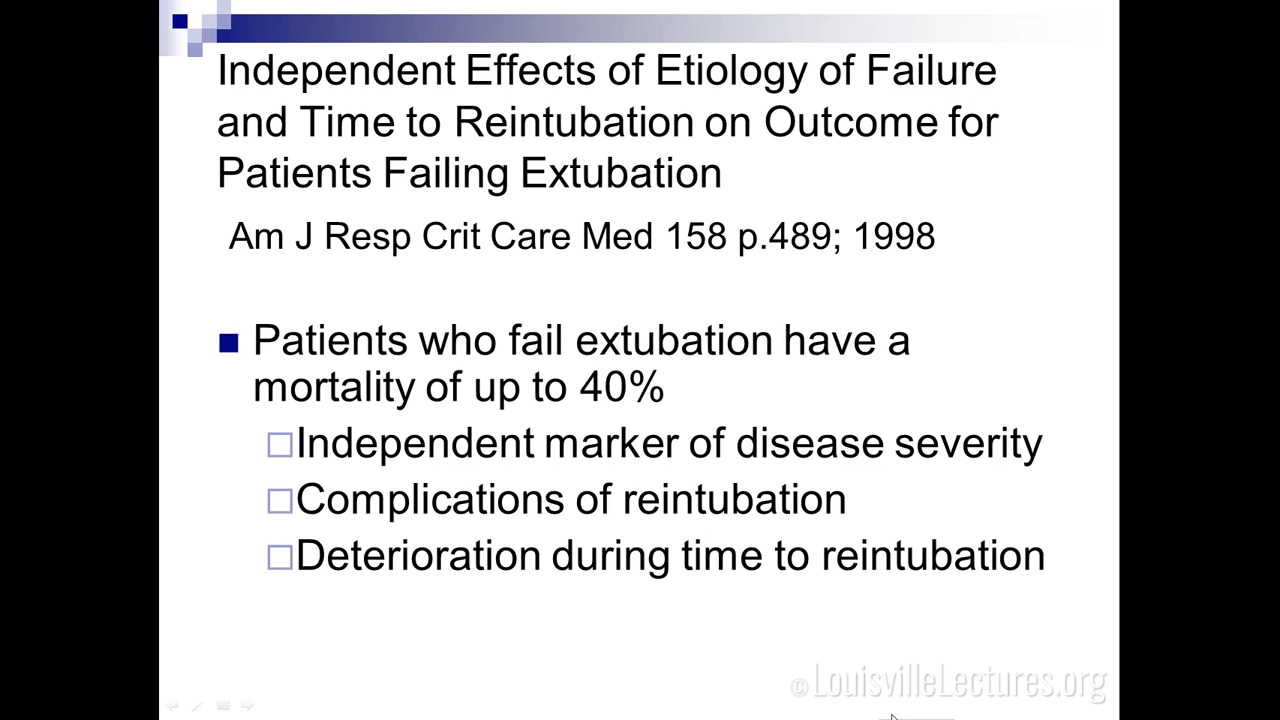 Independent Effects of Etiology of Failure
and Time to Reintubation on Outcome for
Patients Failing Extubation
Am J Resp Crit Care Med 158 p.489; 1998
Patients who fail extubation have a
mortality of up to 40%
Independent marker of disease severity
Complications of reintubation
Deterioration during time to reintubation
©LouisvilleLectures.org